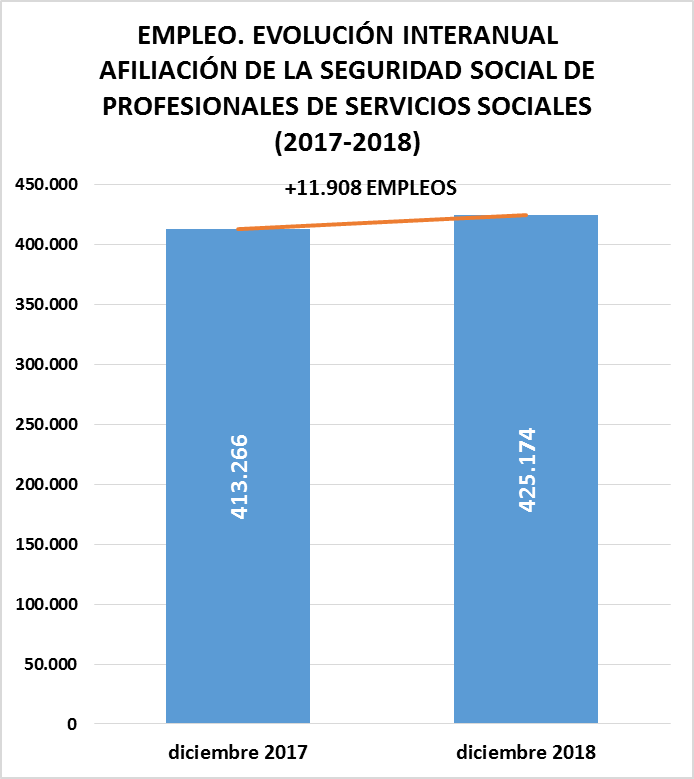 EMPLEO. EVOLUCIÓN INTERANUAL
AFILIACIÓN DE LA SEGURIDAD SOCIAL DE
PROFESIONALES DE SERVICIOS SOCIALES
(2017-2018)
+11.908 EMPLEOS
450.000
400.000
350.000
300.000
250.000
200.000
150.000
100.000
50.000
0
413.266
425.174
diciembre 2017
diciembre 2018